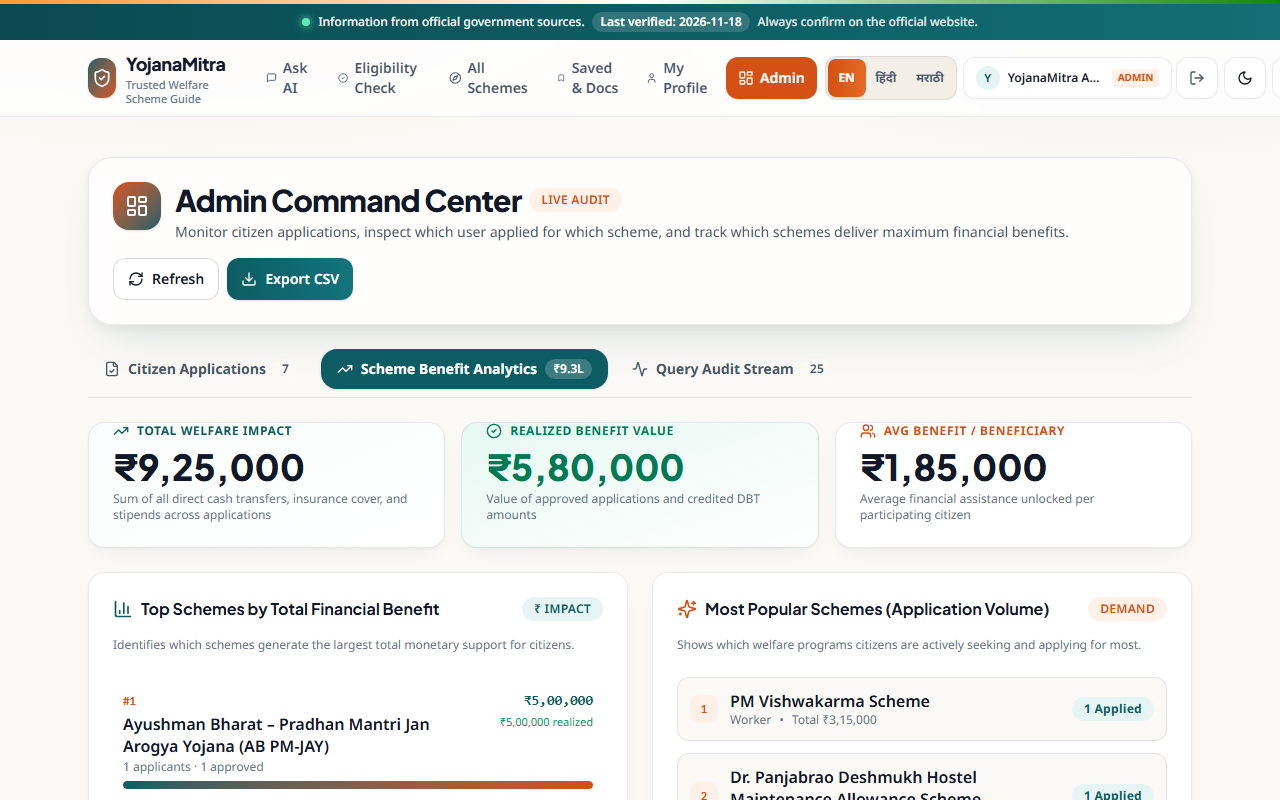 Information from official government sources. Last verified: 2026-11-18 Always confirm on the official website.
YojanaMitra
Trusted Welfare
Scheme Guide
Ask
AI
Eligibility
Check
All
Schemes
Saved
& Docs
My
Profile
Admin
EN हिंदी मराठी
Y YojanaMitra A... ADMIN
Admin Command Center LIVE AUDIT
Monitor citizen applications, inspect which user applied for which scheme, and track which schemes deliver maximum financial benefits.
Refresh Export CSV
Citizen Applications 7 Scheme Benefit Analytics ₹9.3L Query Audit Stream 25
TOTAL WELFARE IMPACT
₹9,25,000
Sum of all direct cash transfers, insurance cover, and
stipends across applications
REALIZED BENEFIT VALUE
₹5,80,000
Value of approved applications and credited DBT
amounts
AVG BENEFIT / BENEFICIARY
₹1,85,000
Average financial assistance unlocked per
participating citizen
Top Schemes by Total Financial Benefit ₹ IMPACT
Identifies which schemes generate the largest total monetary support for citizens.
#1 ₹5,00,000
Ayushman Bharat – Pradhan Mantri Jan ₹5,00,000 realized
Arogya Yojana (AB PM-JAY)
1 applicants · 1 approved
Most Popular Schemes (Application Volume) DEMAND
Shows which welfare programs citizens are actively seeking and applying for most.
1 PM Vishwakarma Scheme 1 Applied
Worker • Total ₹3,15,000
Dr. Panjabrao Deshmukh Hostel
2 Maintenance Allowance Scheme 1 Applied